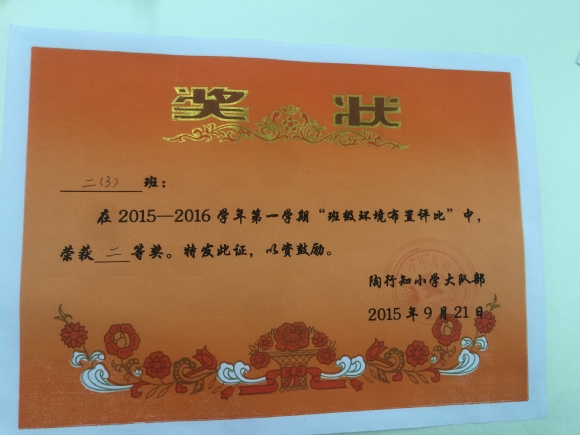 奖状
二(3) 班：
在 2015—2016 学年第一学期“班级环境布置评比”中，
荣获 二 等奖。特发此证，以资鼓励。
陶行知小学大队部
2015 年 9 月 21 日